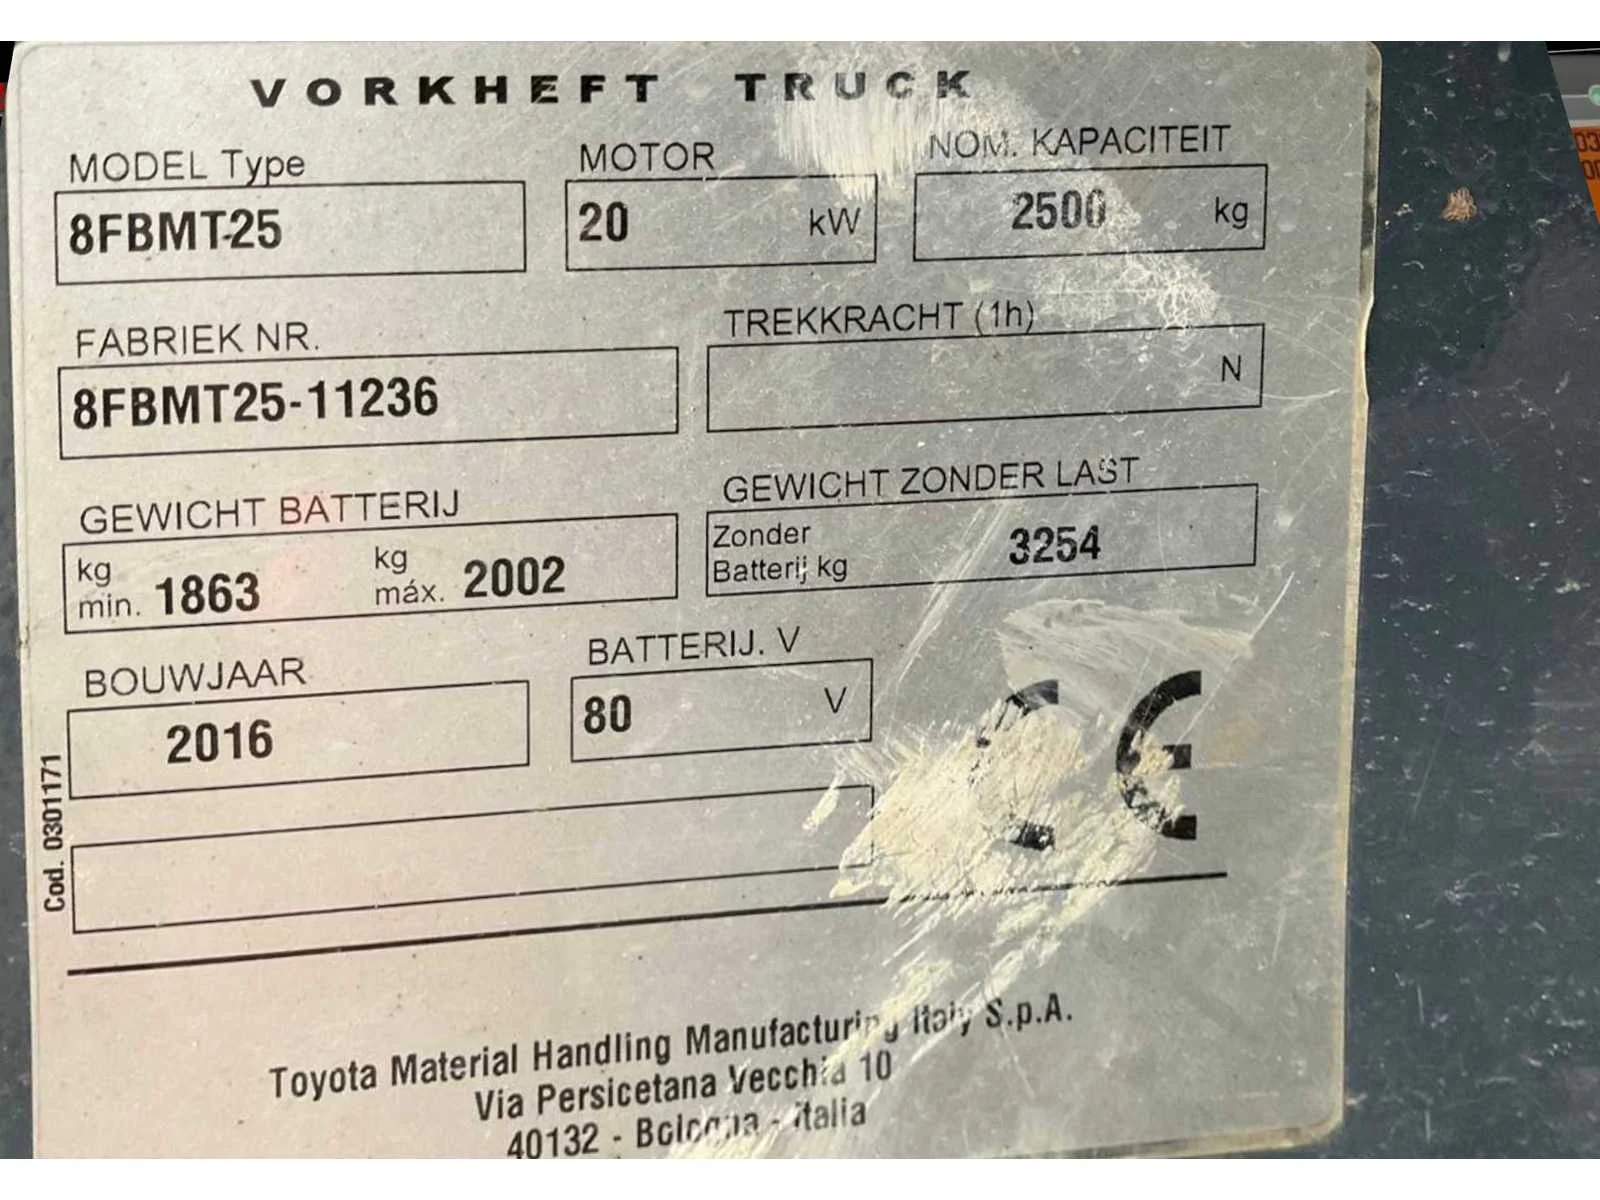 VORKHEFT TRUCK
MODEL Type
MOTOR
NOM. KAPACITEIT
8FBMT-25
20 kW
2500 kg
FABRIEK NR.
TREKKRACHT (1h)
8FBMT25-11236
N
GEWICHT BATTERIJ
GEWICHT ZONDER LAST
kg min. 1863 kg máx. 2002
Zonder
Batterij kg
3254
BOUWJAAR
BATTERIJ. V
2016
80 V
CE
Cod. 0301171
Toyota Material Handling Manufacturing Italy S.p.A.
Via Persicetana Vecchia 10
40132 - Bologna - Italia